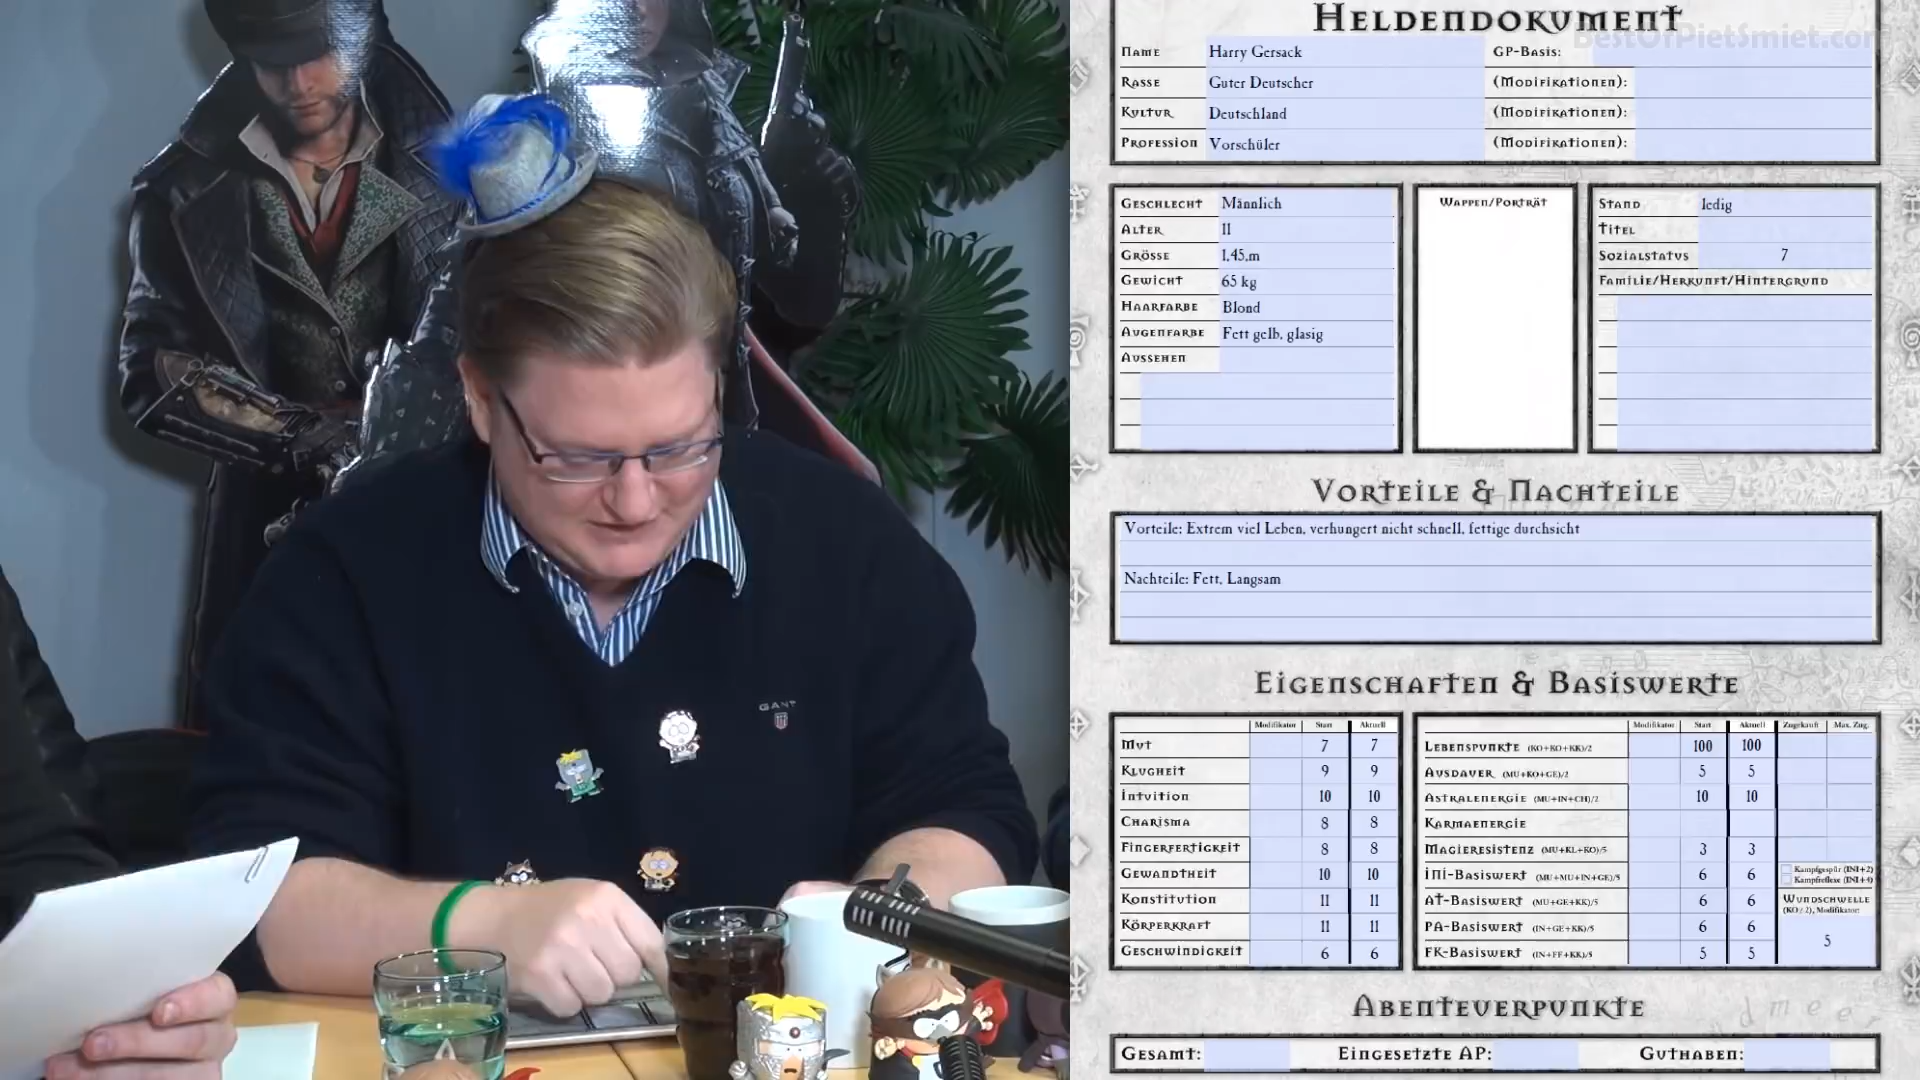 HELDENDOKUMENT
BestOfPietSmiet.com
NAME Harry Gersack GP-BASIS:
RASSE Guter Deutscher (MODIFIKATIONEN):
KULTUR Deutschland (MODIFIKATIONEN):
PROFESSION Vorschüler (MODIFIKATIONEN):
GESCHLECHT Männlich
ALTER 11
GRÖSSE 1,45,m
GEWICHT 65 kg
HAARFARBE Blond
AUGENFARBE Fett gelb, glasig
AUSSEHEN
WAPPEN/PORTRÄT
STAND ledig
TITEL
SOZIALSTATUS 7
FAMILIE/HERKUNFT/HINTERGRUND
VORTEILE & NACHTEILE
Vorteile: Extrem viel Leben, verhungert nicht schnell, fettige durchsicht
Nachteile: Fett, Langsam
EIGENSCHAFTEN & BASISWERTE
Modifikator Start Aktuell
MUT 7 7
KLUGHEIT 9 9
INTUITION 10 10
CHARISMA 8 8
FINGERFERTIGKEIT 8 8
GEWANDTHEIT 10 10
KONSTITUTION 11 11
KÖRPERKRAFT 11 11
GESCHWINDIGKEIT 6 6
Modifikator Start Aktuell Zugekauft Max. Zug.
LEBENSPUNKTE (KO+KO+KK)/2 100 100
AUSDAUER (MU+KO+GE)/2 5 5
ASTRALENERGIE (MU+IN+CH)/2 10 10
KARMAENERGIE
MAGIERESISTENZ (MU+KL+KO)/5 3 3
INI-BASISWERT (MU+MU+IN+GE)/5 6 6
AT-BASISWERT (MU+GE+KK)/5 6 6
PA-BASISWERT (IN+GE+KK)/5 6 6
FK-BASISWERT (IN+FF+KK)/5 5 5
Kampfgespür (INI+2)
Kampfreflexe (INI+4)
WUNDSCHWELLE
(KO/2), Modifikator:
5
ABENTEUERPUNKTE
GESAMT: EINGESETZTE AP: GUTHABEN:
GANT